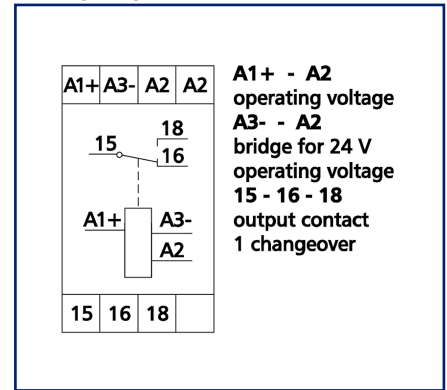 A1+ A3- A2 A2
15 18
16
A1+ A3-
A2
15 16 18
A1+ - A2
operating voltage
A3- - A2
bridge for 24 V
operating voltage
15 - 16 - 18
output contact
1 changeover